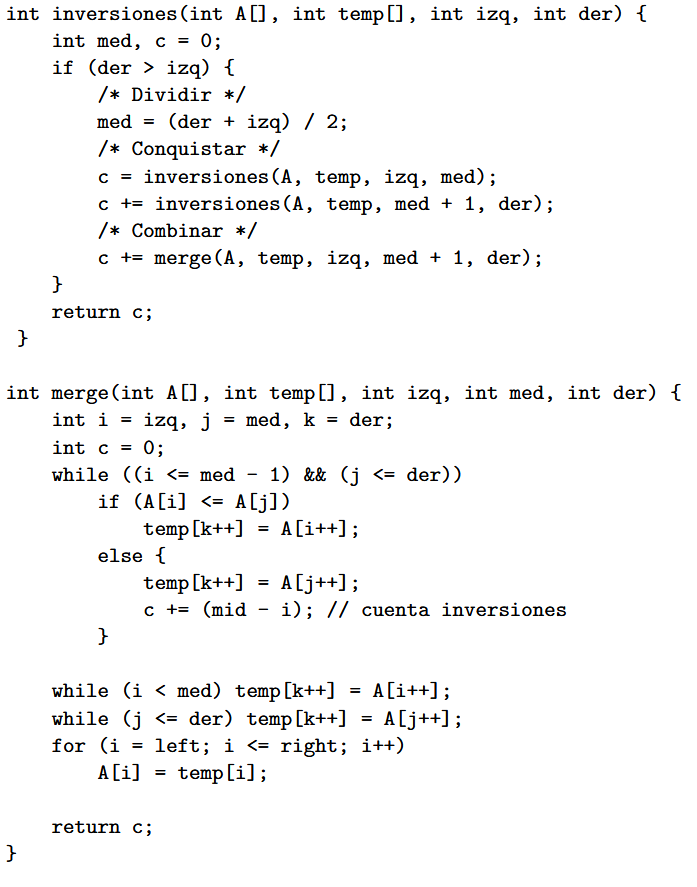 int inversiones(int A[], int temp[], int izq, int der) {
    int med, c = 0;
    if (der > izq) {
        /* Dividir */
        med = (der + izq) / 2;
        /* Conquistar */
        c = inversiones(A, temp, izq, med);
        c += inversiones(A, temp, med + 1, der);
        /* Combinar */
        c += merge(A, temp, izq, med + 1, der);
    }
    return c;
 }

int merge(int A[], int temp[], int izq, int med, int der) {
    int i = izq, j = med, k = der;
    int c = 0;
    while ((i <= med - 1) && (j <= der))
        if (A[i] <= A[j])
            temp[k++] = A[i++];
        else {
            temp[k++] = A[j++];
            c += (mid - i); // cuenta inversiones
        }

    while (i < med) temp[k++] = A[i++];
    while (j <= der) temp[k++] = A[j++];
    for (i = left; i <= right; i++)
        A[i] = temp[i];

    return c;
}